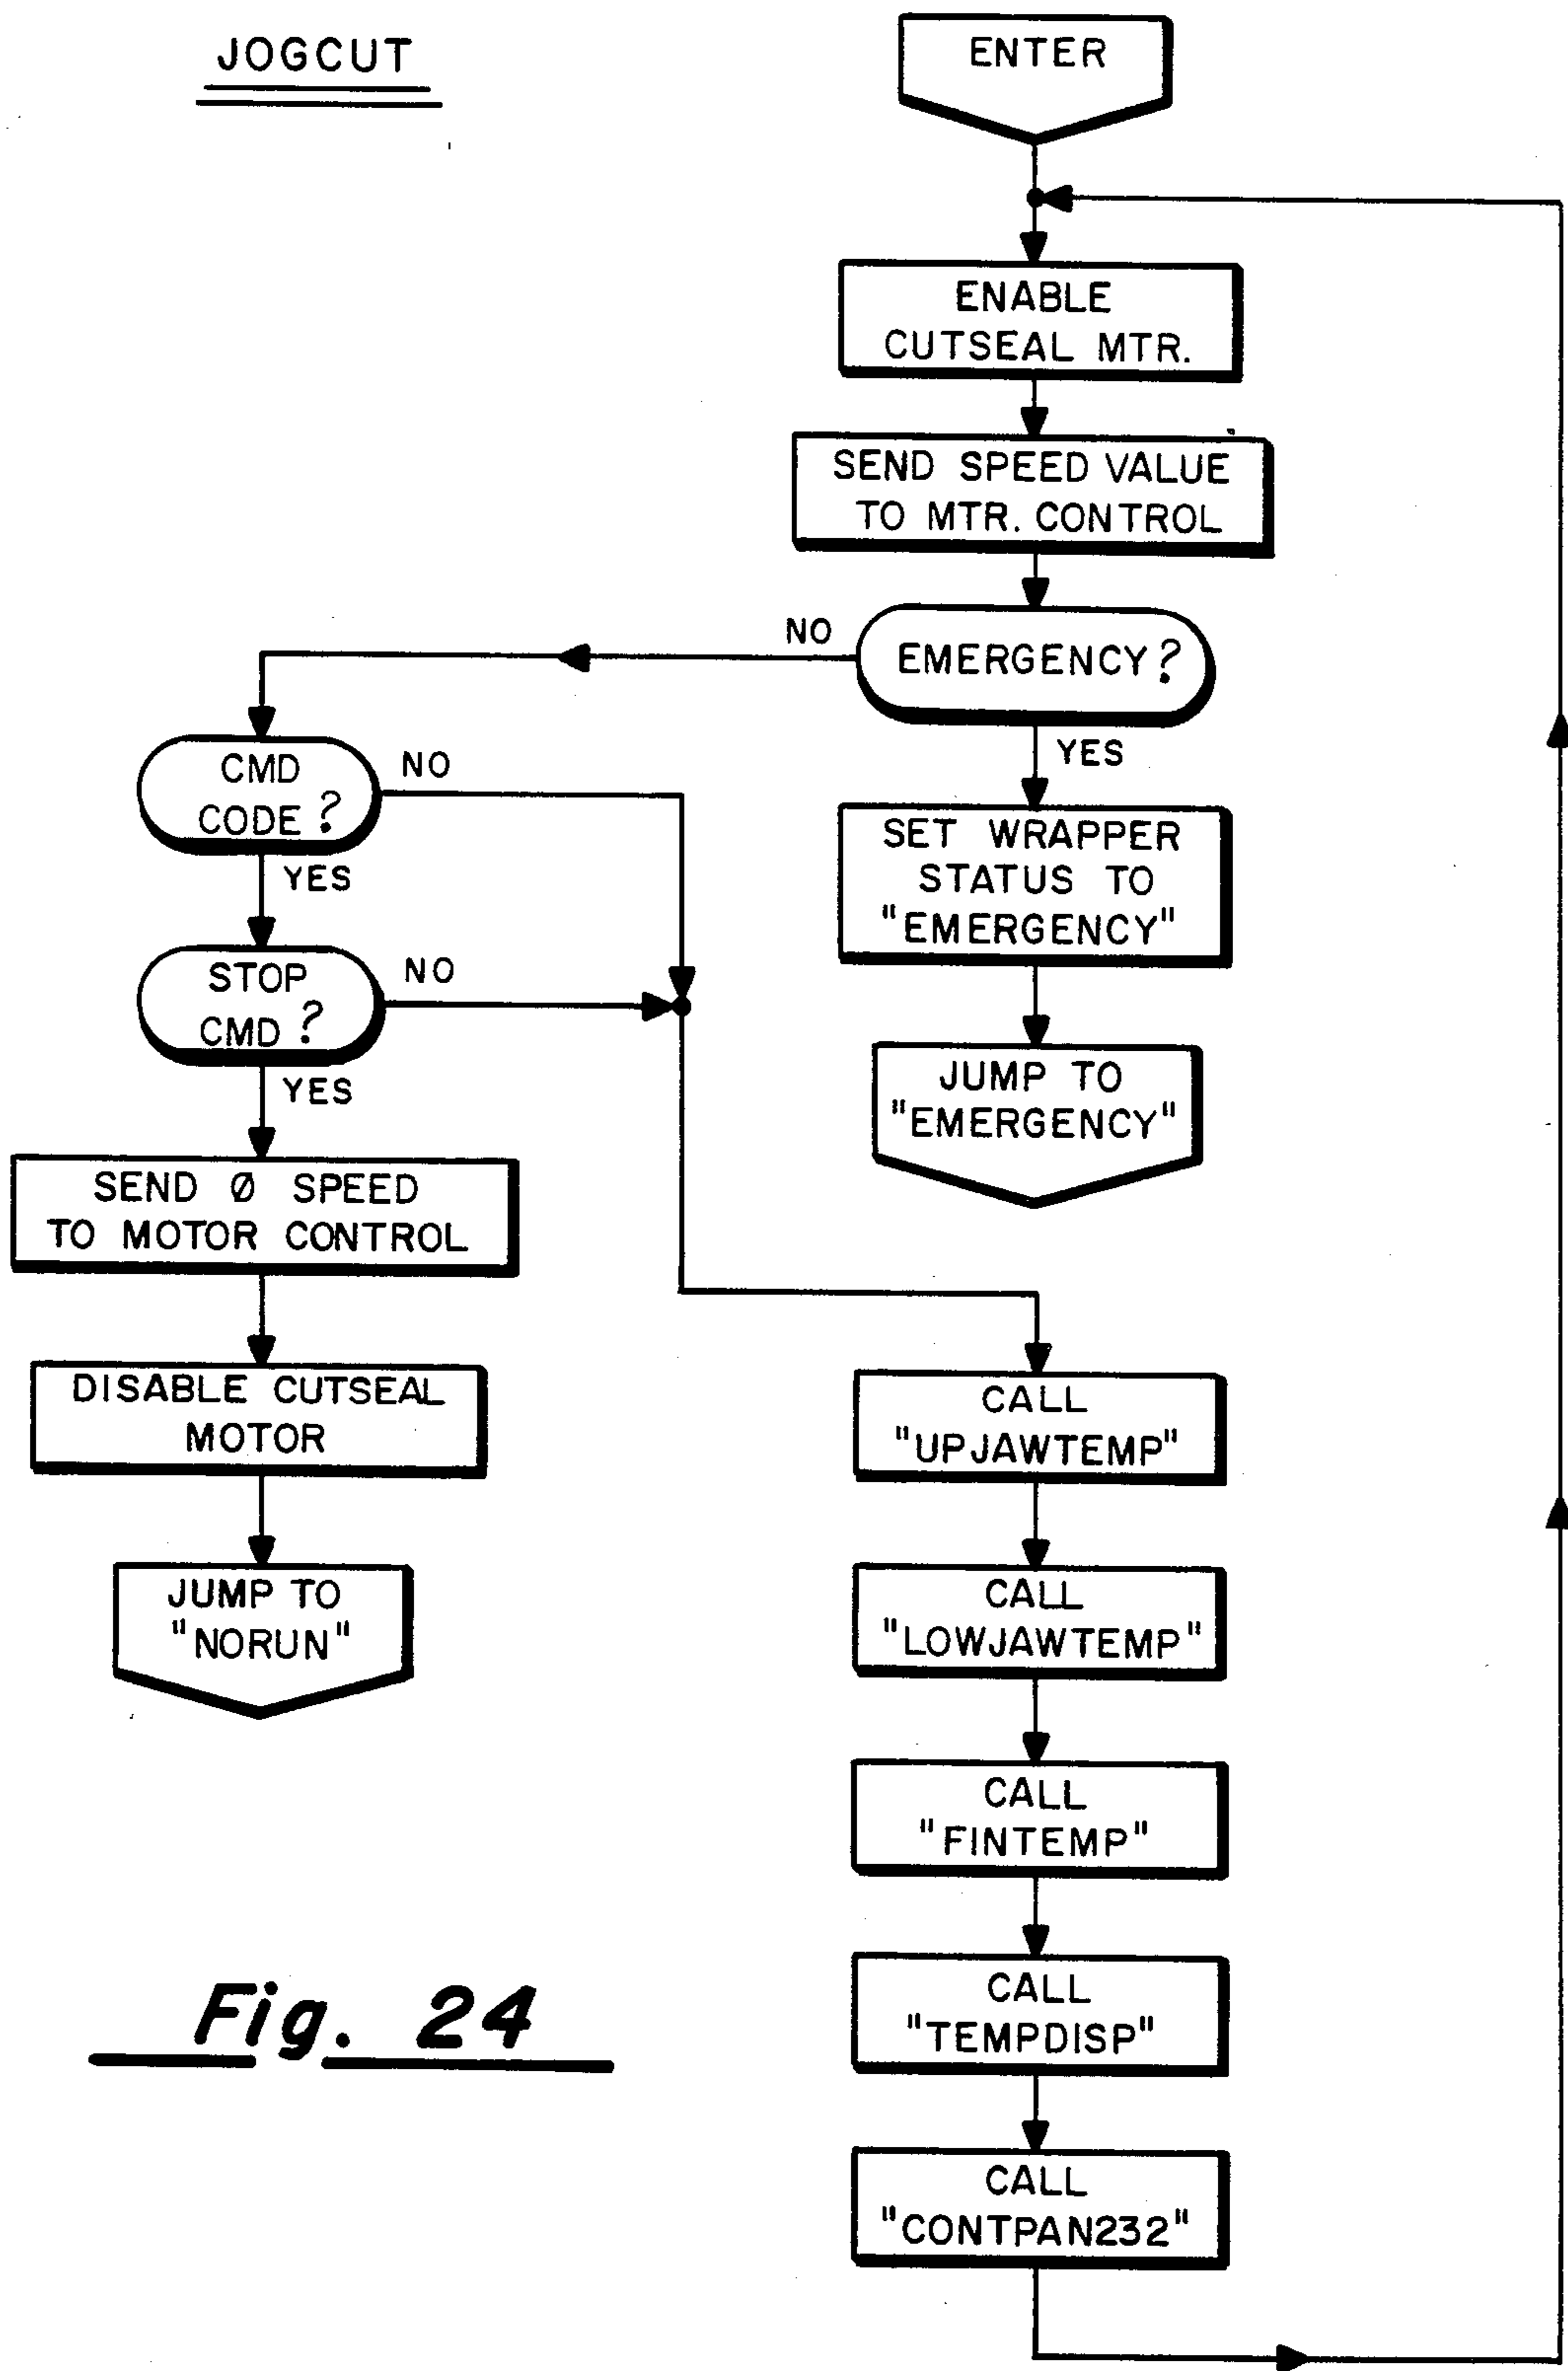 JOGCUT
ENTER
ENABLE
CUTSEAL MTR.
SEND SPEED VALUE
TO MTR. CONTROL
EMERGENCY?
NO
YES
CMD
CODE?
NO
YES
STOP
CMD?
NO
YES
SET WRAPPER
STATUS TO
"EMERGENCY"
JUMP TO
"EMERGENCY"
SEND Ø SPEED
TO MOTOR CONTROL
DISABLE CUTSEAL
MOTOR
JUMP TO
"NORUN"
CALL
"UPJAWTEMP"
CALL
"LOWJAWTEMP"
CALL
"FINTEMP"
CALL
"TEMPDISP"
CALL
"CONTPAN232"
Fig. 24